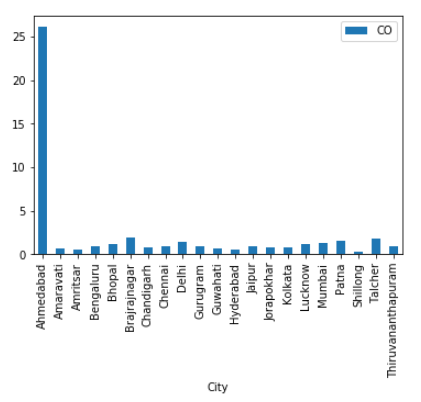 CO
25
20
15
10
5
0
Ahmedabad
Amaravati
Amritsar
Bengaluru
Bhopal
Brajrajnagar
Chandigarh
Chennai
Delhi
Gurugram
Guwahati
Hyderabad
Jaipur
Jorapokhar
Kolkata
Lucknow
Mumbai
Patna
Shillong
Talcher
Thiruvananthapuram
City